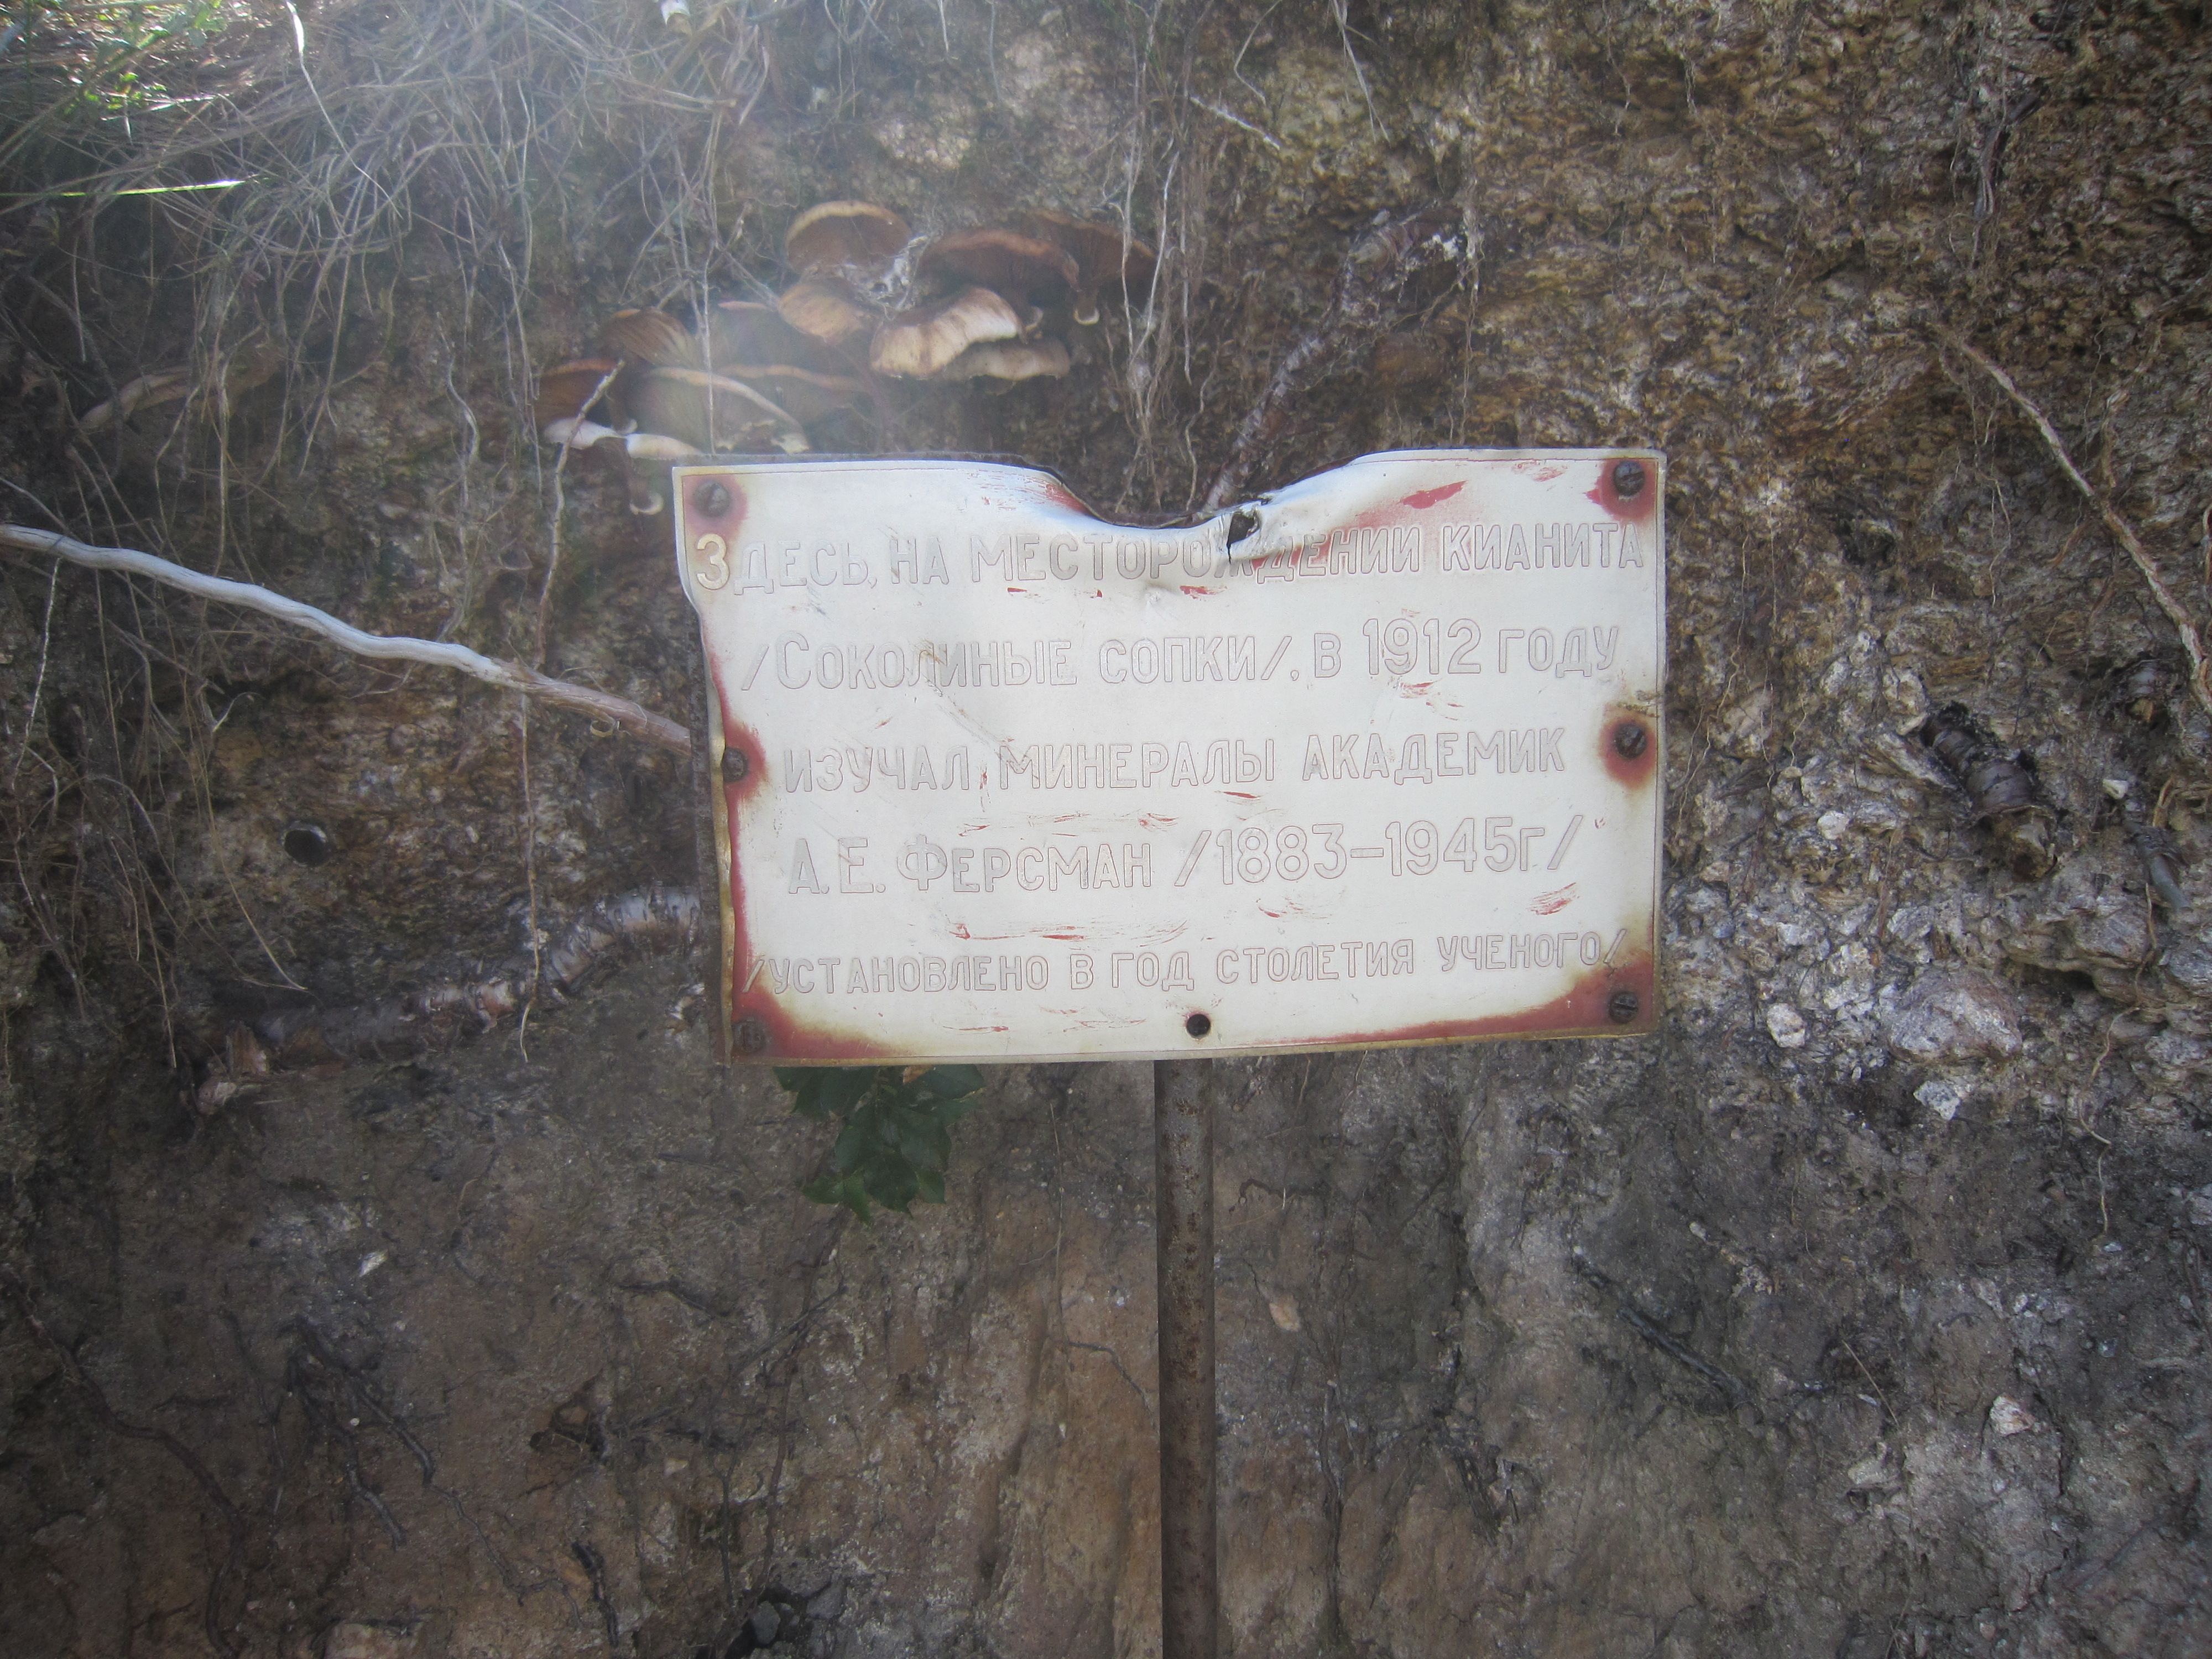 Здесь, на месторождении кианита
/Соколиные сопки/, в 1912 году
изучал минералы академик
А. Е. Ферсман /1883-1945г/
/установлено в год столетия ученого/